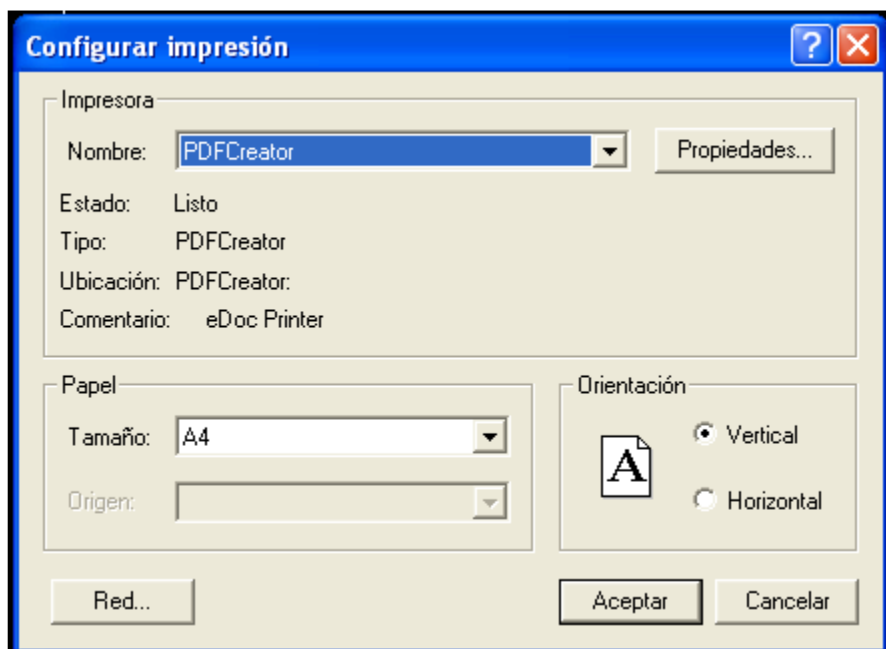 Configurar impresión
Impresora
Nombre: PDFCreator Propiedades...
Estado: Listo
Tipo: PDFCreator
Ubicación: PDFCreator:
Comentario: eDoc Printer
Papel
Tamaño: A4
Origen:
Orientación
A
Vertical
Horizontal
Red... Aceptar Cancelar